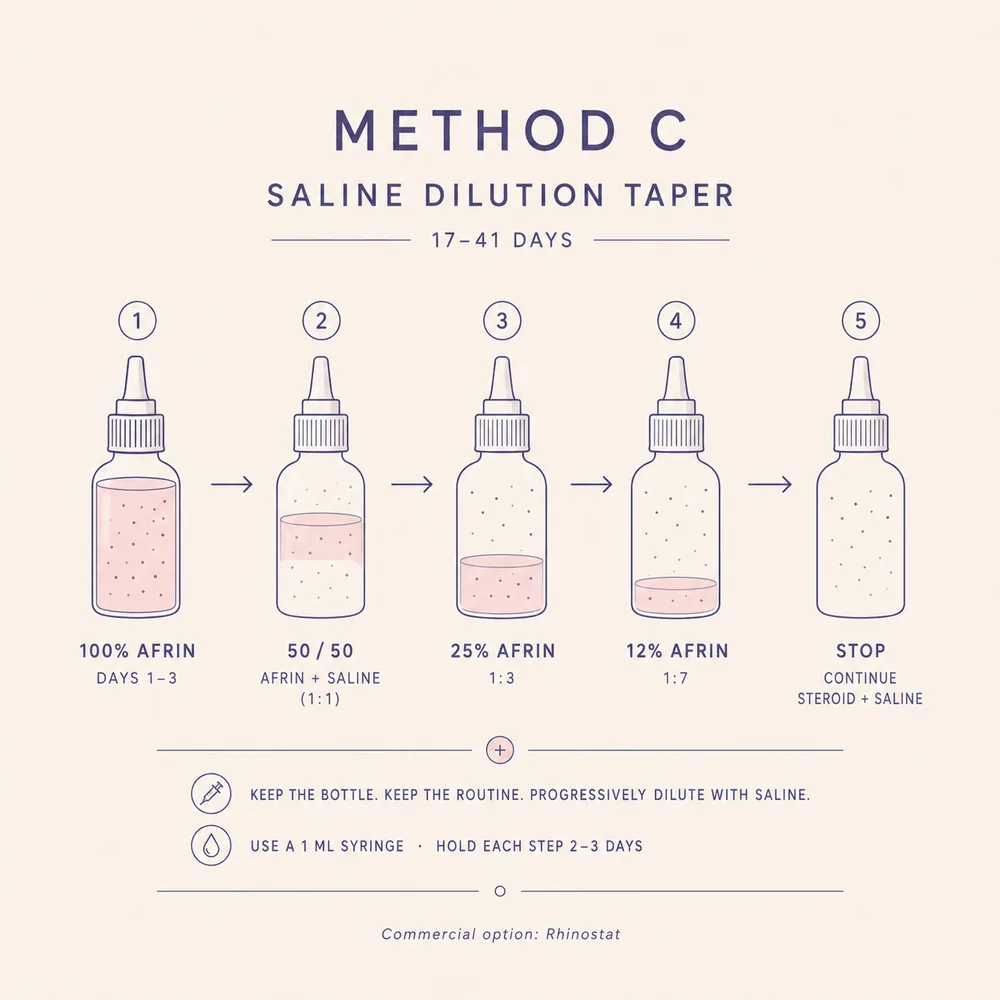 METHOD C
SALINE DILUTION TAPER
17–41 DAYS
1
2
3
4
5
100% AFRIN
DAYS 1–3
50 / 50
AFRIN + SALINE
(1:1)
25% AFRIN
1:3
12% AFRIN
1:7
STOP
CONTINUE
STEROID + SALINE
KEEP THE BOTTLE. KEEP THE ROUTINE. PROGRESSIVELY DILUTE WITH SALINE.
USE A 1 ML SYRINGE · HOLD EACH STEP 2–3 DAYS
Commercial option: Rhinostat